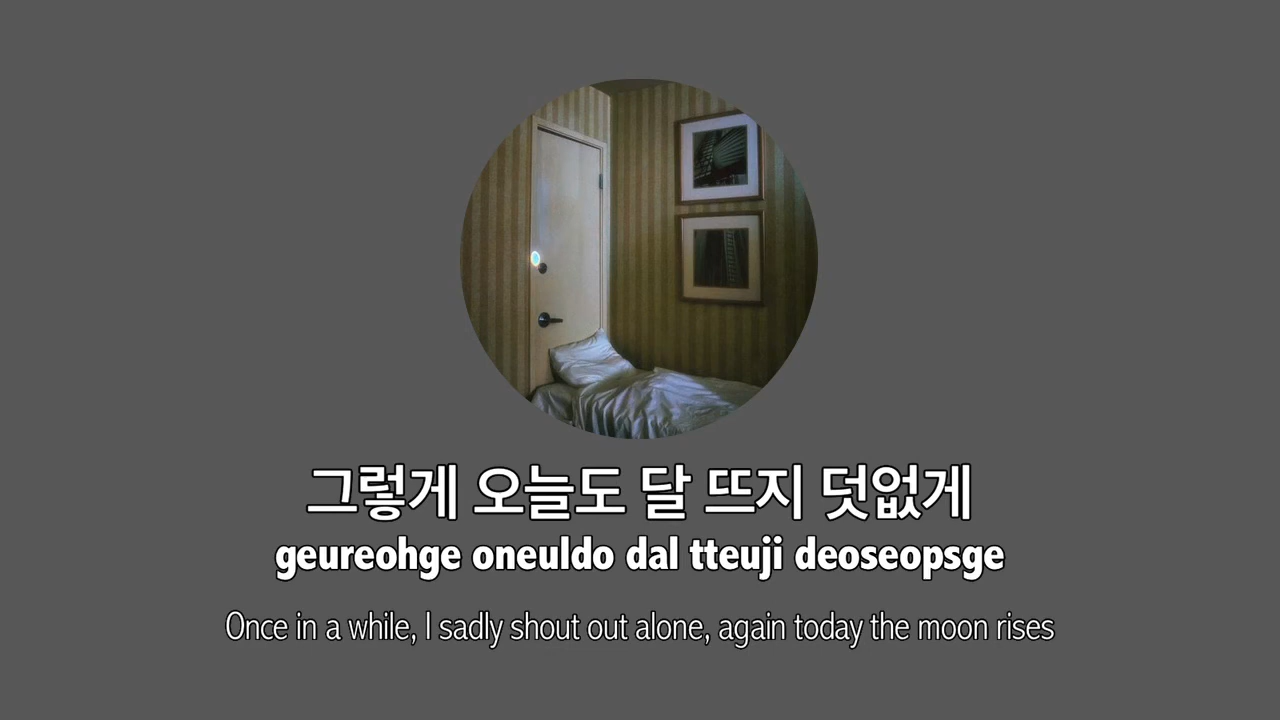 그렇게 오늘도 달 뜨지 덧없게
geureohge oneuldo dal tteuji deoseopsge
Once in a while, I sadly shout out alone, again today the moon rises